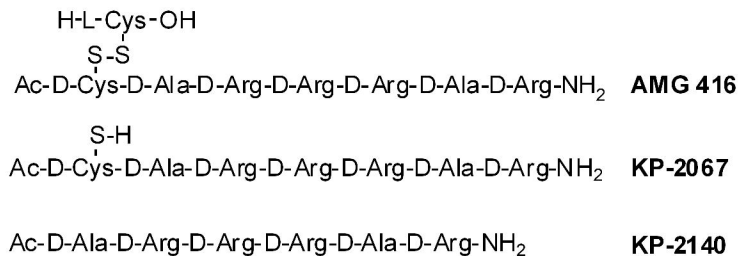 H-L-Cys-OH
S-S
Ac-D-Cys-D-Ala-D-Arg-D-Arg-D-Arg-D-Ala-D-Arg-NH2 AMG 416
S-H
Ac-D-Cys-D-Ala-D-Arg-D-Arg-D-Arg-D-Ala-D-Arg-NH2 KP-2067
Ac-D-Ala-D-Arg-D-Arg-D-Arg-D-Ala-D-Arg-NH2 KP-2140